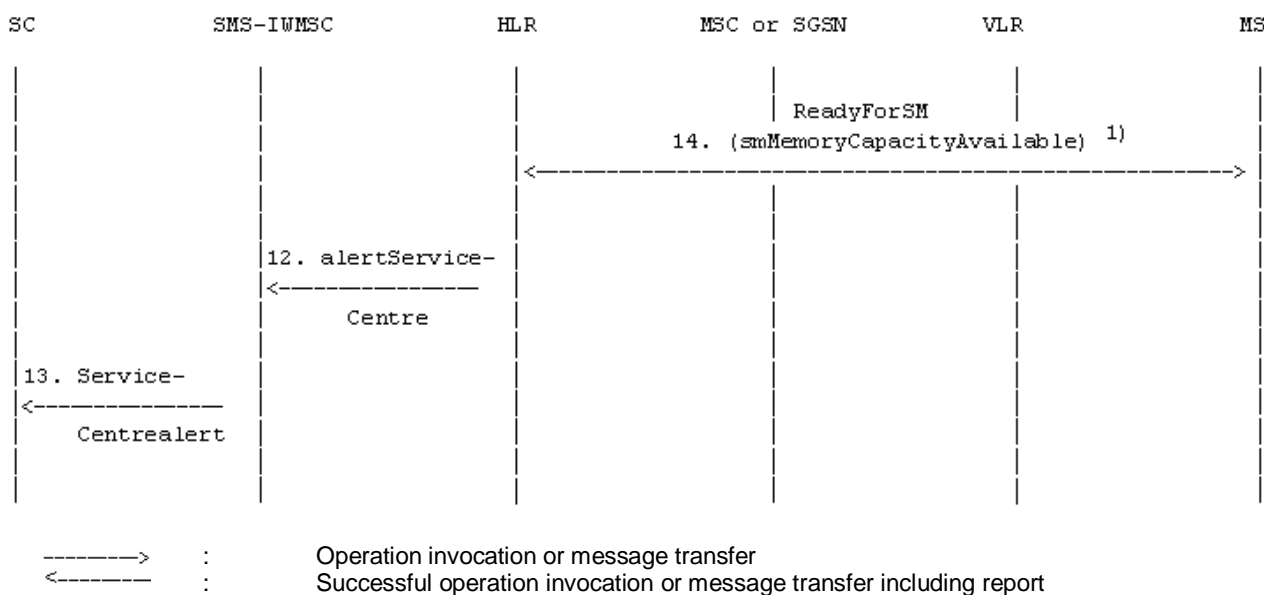 SC SMS-IWMSC HLR MSC or SGSN VLR MS
ReadyForSM
14. (smMemoryCapacityAvailable) 1)
12. alertService-
Centre
13. Service-
Centrealert
: Operation invocation or message transfer
: Successful operation invocation or message transfer including report